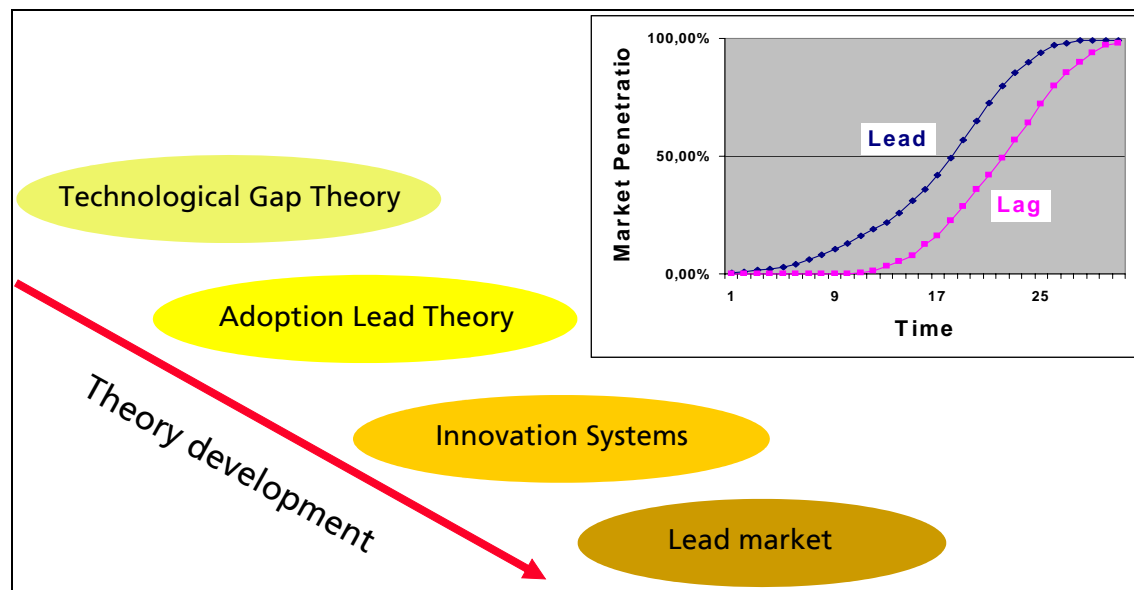 Technological Gap Theory
Adoption Lead Theory
Innovation Systems
Lead market
Theory development
100,00%
50,00%
0,00%
Market Penetratio
Lead
Lag
1 9 17 25
Time